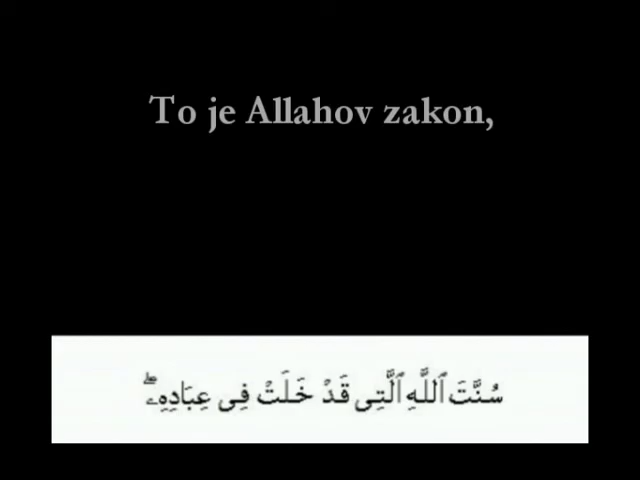 To je Allahov zakon,
سُنَّتَ ٱللَّهِ ٱلَّتِى قَدْ خَلَتْ فِى عِبَادِهِۦ ۖ